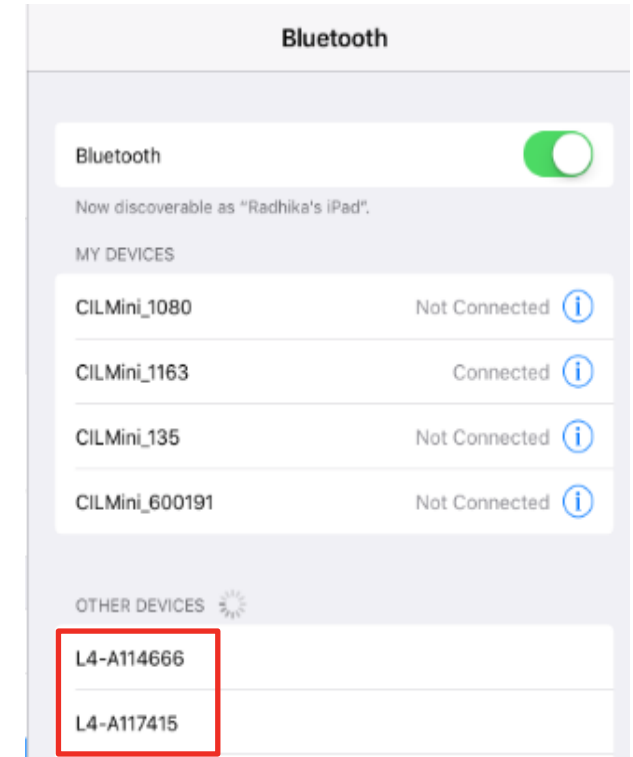 Bluetooth
Bluetooth
Now discoverable as "Radhika's iPad".
MY DEVICES
CILMini_1080 Not Connected i
CILMini_1163 Connected i
CILMini_135 Not Connected i
CILMini_600191 Not Connected i
OTHER DEVICES
L4-A114666
L4-A117415